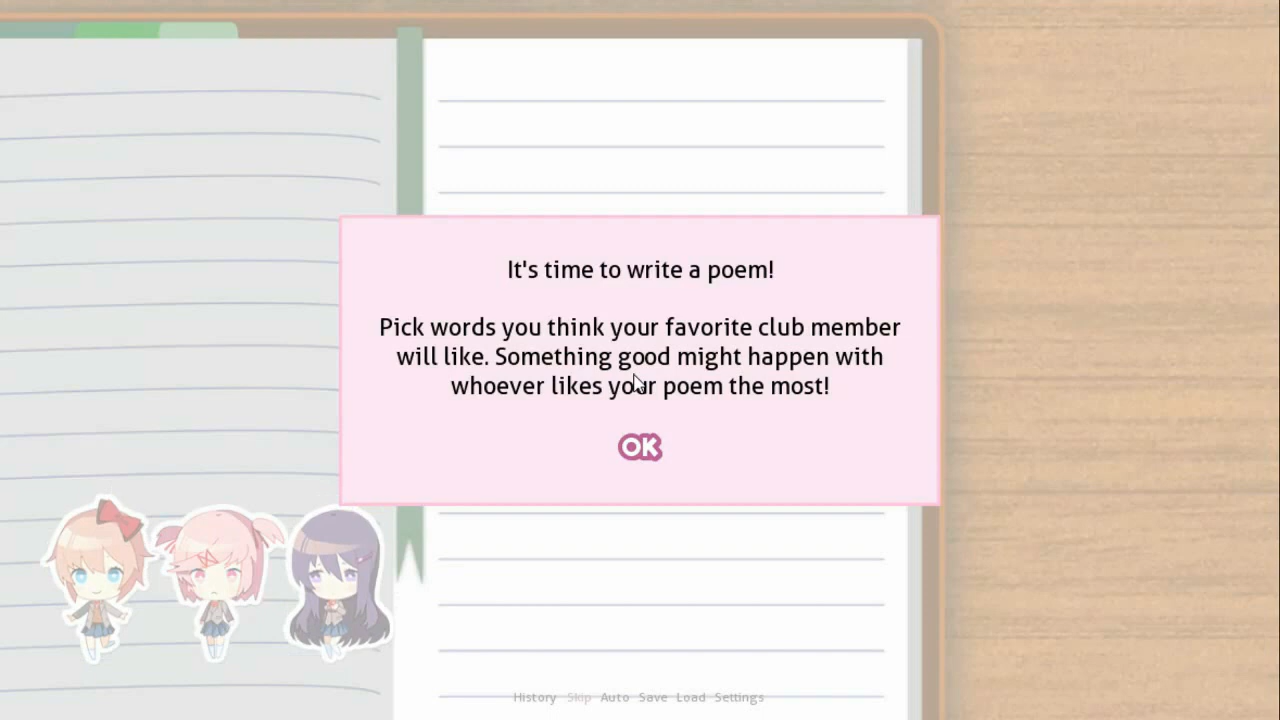 It's time to write a poem!
Pick words you think your favorite club member
will like. Something good might happen with
whoever likes your poem the most!
OK
History Skip Auto Save Load Settings